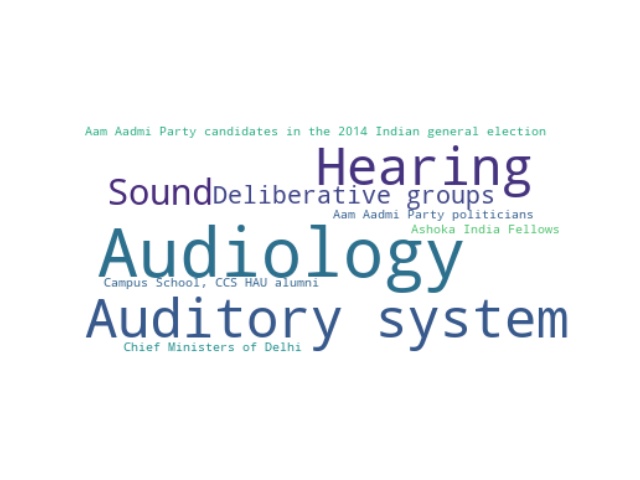 Aam Aadmi Party candidates in the 2014 Indian general election
Hearing
Sound
Deliberative groups
Aam Aadmi Party politicians
Ashoka India Fellows
Audiology
Campus School, CCS HAU alumni
Auditory system
Chief Ministers of Delhi